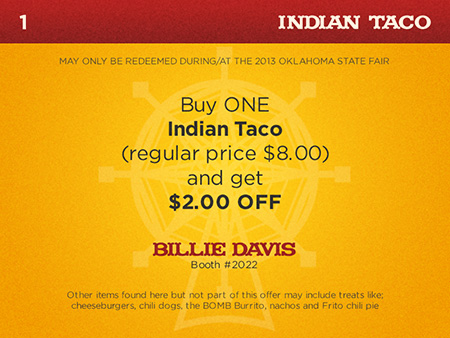 1
INDIAN TACO
MAY ONLY BE REDEEMED DURING/AT THE 2013 OKLAHOMA STATE FAIR
Buy ONE
Indian Taco
(regular price $8.00)
and get
$2.00 OFF
BILLIE DAVIS
Booth #2022
Other items found here but not part of this offer may include treats like;
cheeseburgers, chili dogs, the BOMB Burrito, nachos and Frito chili pie